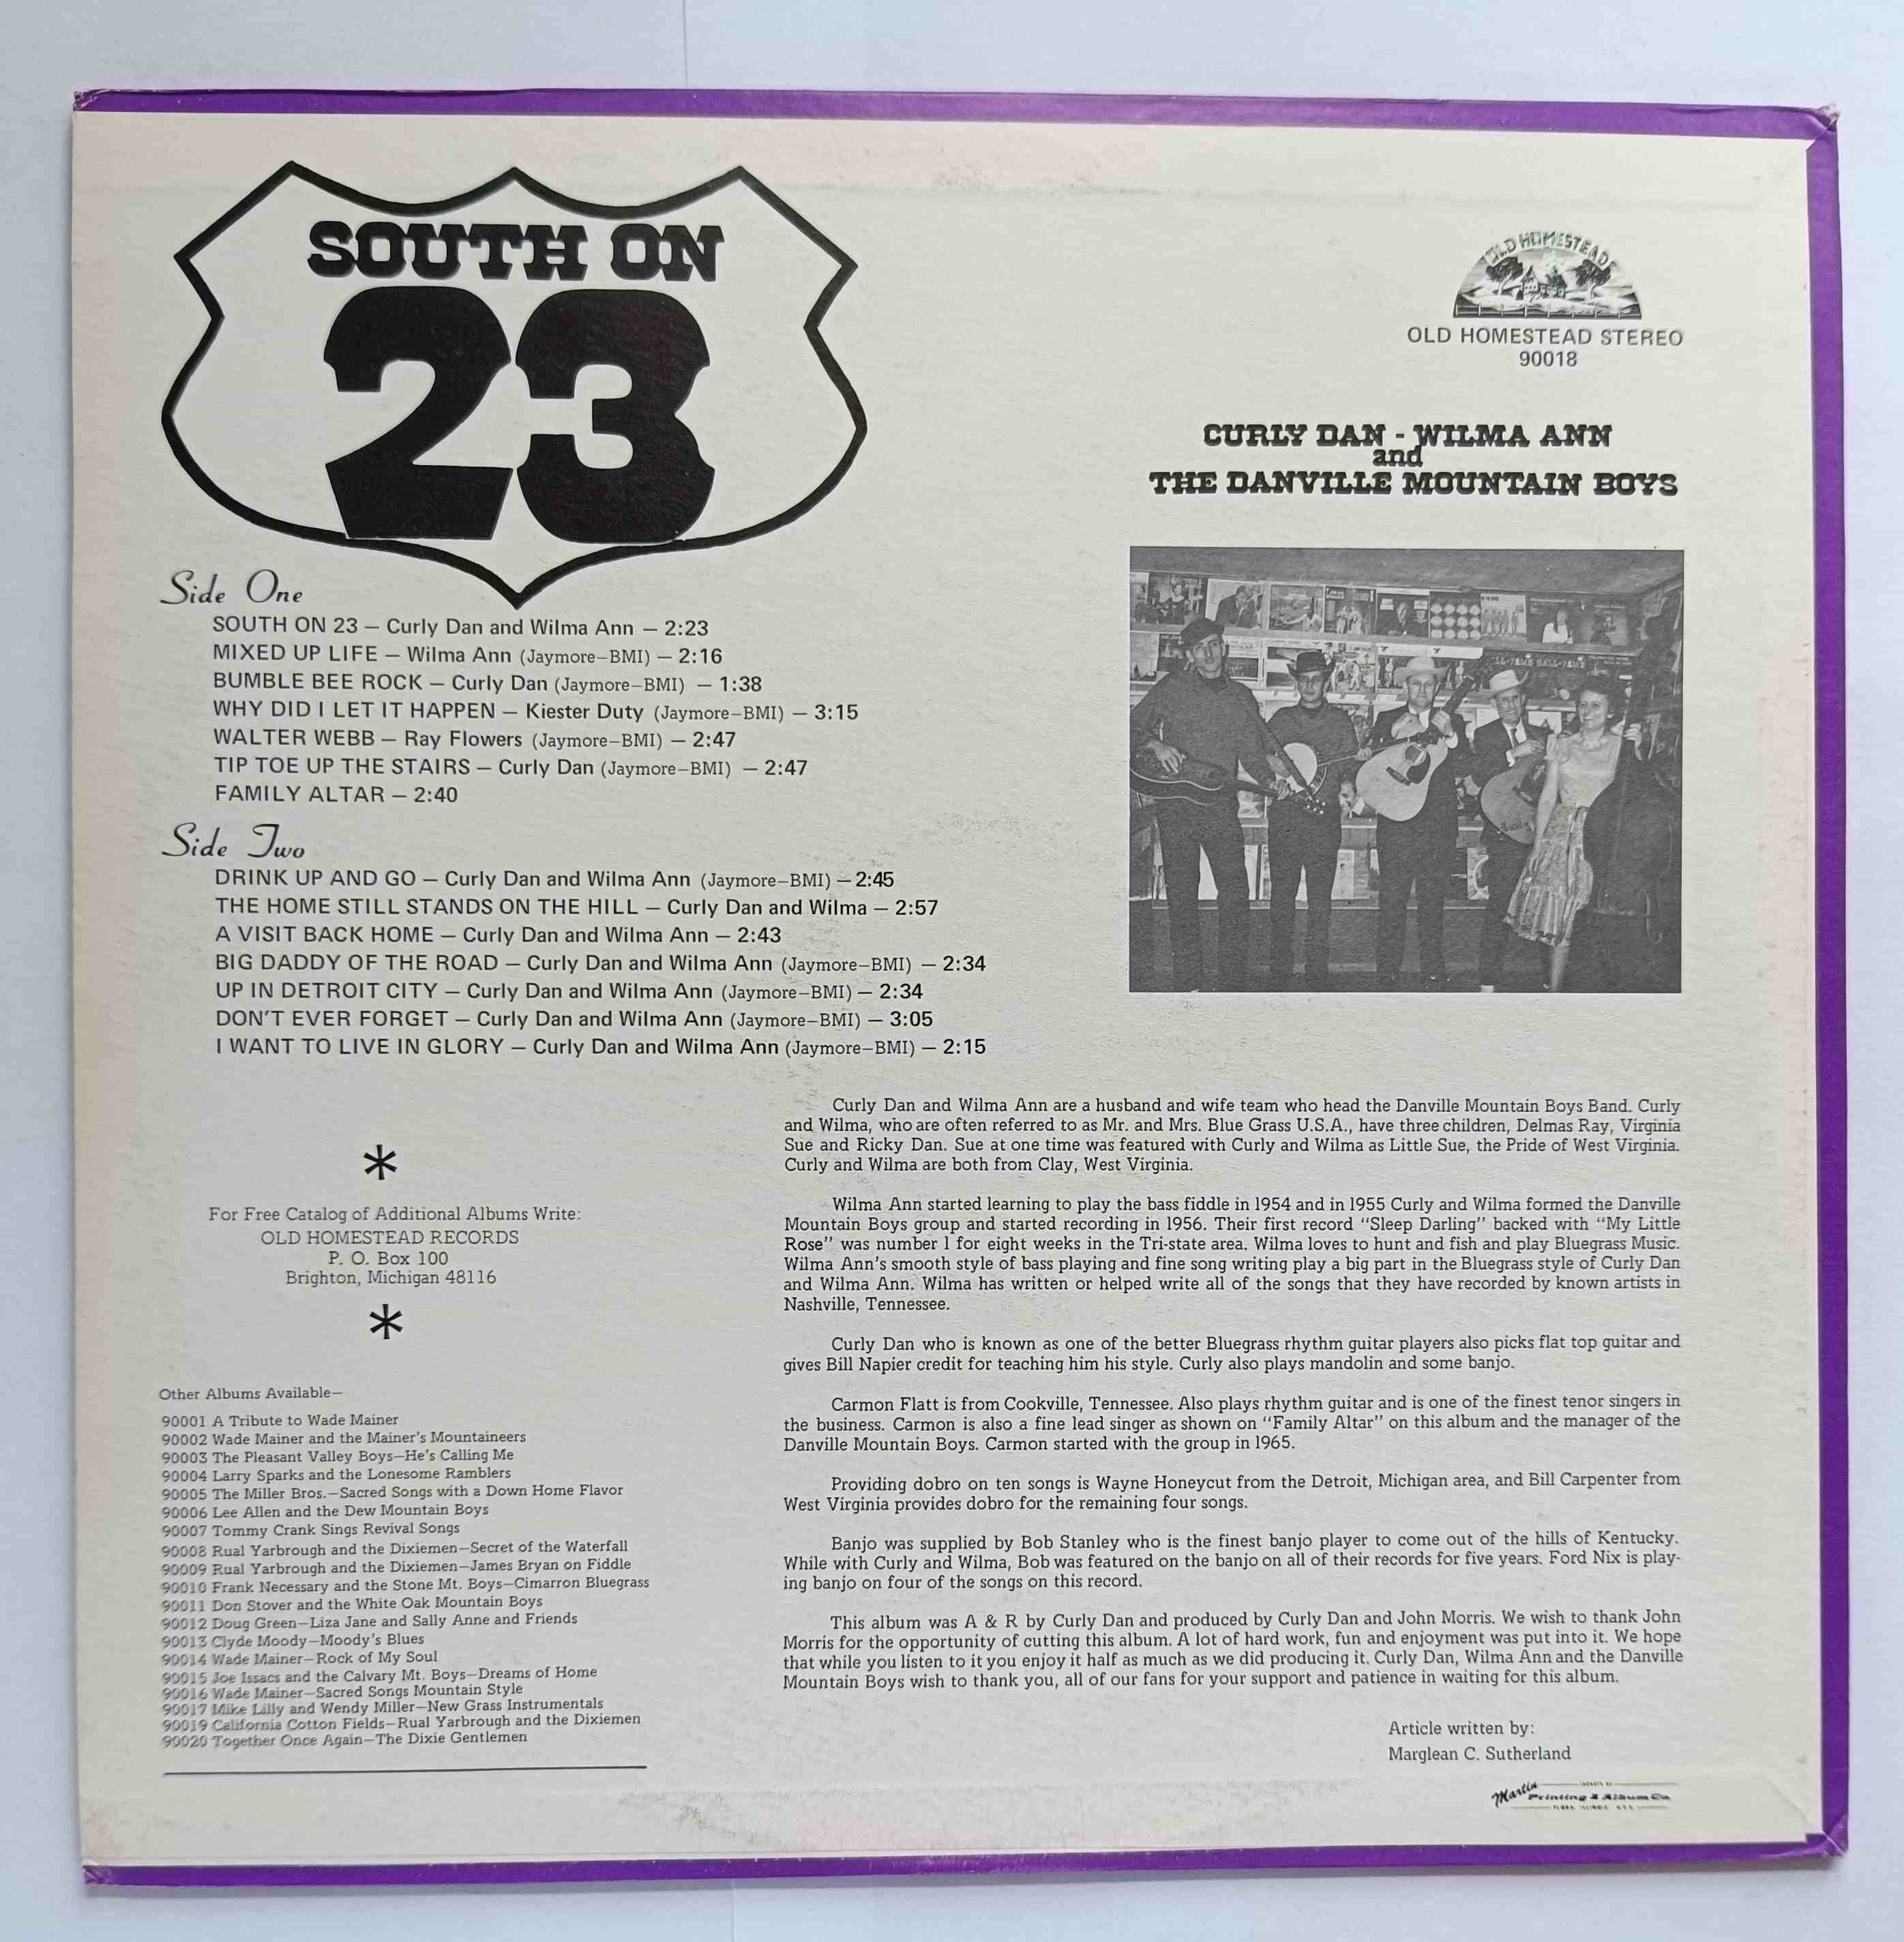 SOUTH ON
23
OLD HOMESTEAD
OLD HOMESTEAD STEREO
90018
CURLY DAN - WILMA ANN
and
THE DANVILLE MOUNTAIN BOYS
Side One
SOUTH ON 23 — Curly Dan and Wilma Ann — 2:23
MIXED UP LIFE — Wilma Ann (Jaymore—BMI) — 2:16
BUMBLE BEE ROCK — Curly Dan (Jaymore—BMI) — 1:38
WHY DID I LET IT HAPPEN — Kiester Duty (Jaymore—BMI) — 3:15
WALTER WEBB — Ray Flowers (Jaymore—BMI) — 2:47
TIP TOE UP THE STAIRS — Curly Dan (Jaymore—BMI) — 2:47
FAMILY ALTAR — 2:40
Side Two
DRINK UP AND GO — Curly Dan and Wilma Ann (Jaymore—BMI) — 2:45
THE HOME STILL STANDS ON THE HILL — Curly Dan and Wilma — 2:57
A VISIT BACK HOME — Curly Dan and Wilma Ann — 2:43
BIG DADDY OF THE ROAD — Curly Dan and Wilma Ann (Jaymore—BMI) — 2:34
UP IN DETROIT CITY — Curly Dan and Wilma Ann (Jaymore—BMI) — 2:34
DON'T EVER FORGET — Curly Dan and Wilma Ann (Jaymore—BMI) — 3:05
I WANT TO LIVE IN GLORY — Curly Dan and Wilma Ann (Jaymore—BMI) — 2:15
*
For Free Catalog of Additional Albums Write:
OLD HOMESTEAD RECORDS
P. O. Box 100
Brighton, Michigan 48116
*
Other Albums Available—
90001 A Tribute to Wade Mainer
90002 Wade Mainer and the Mainer's Mountaineers
90003 The Pleasant Valley Boys—He's Calling Me
90004 Larry Sparks and the Lonesome Ramblers
90005 The Miller Bros.—Sacred Songs with a Down Home Flavor
90006 Lee Allen and the Dew Mountain Boys
90007 Tommy Crank Sings Revival Songs
90008 Rual Yarbrough and the Dixiemen—Secret of the Waterfall
90009 Rual Yarbrough and the Dixiemen—James Bryan on Fiddle
90010 Frank Necessary and the Stone Mt. Boys—Cimarron Bluegrass
90011 Don Stover and the White Oak Mountain Boys
90012 Doug Green—Liza Jane and Sally Anne and Friends
90013 Clyde Moody—Moody's Blues
90014 Wade Mainer—Rock of My Soul
90015 Joe Issacs and the Calvary Mt. Boys—Dreams of Home
90016 Wade Mainer—Sacred Songs Mountain Style
90017 Mike Lilly and Wendy Miller—New Grass Instrumentals
90019 California Cotton Fields—Rual Yarbrough and the Dixiemen
90020 Together Once Again—The Dixie Gentlemen
Curly Dan and Wilma Ann are a husband and wife team who head the Danville Mountain Boys Band. Curly
and Wilma, who are often referred to as Mr. and Mrs. Blue Grass U.S.A., have three children, Delmas Ray, Virginia
Sue and Ricky Dan. Sue at one time was featured with Curly and Wilma as Little Sue, the Pride of West Virginia.
Curly and Wilma are both from Clay, West Virginia.
Wilma Ann started learning to play the bass fiddle in 1954 and in 1955 Curly and Wilma formed the Danville
Mountain Boys group and started recording in 1956. Their first record "Sleep Darling" backed with "My Little
Rose" was number 1 for eight weeks in the Tri-state area. Wilma loves to hunt and fish and play Bluegrass Music.
Wilma Ann's smooth style of bass playing and fine song writing play a big part in the Bluegrass style of Curly Dan
and Wilma Ann. Wilma has written or helped write all of the songs that they have recorded by known artists in
Nashville, Tennessee.
Curly Dan who is known as one of the better Bluegrass rhythm guitar players also picks flat top guitar and
gives Bill Napier credit for teaching him his style. Curly also plays mandolin and some banjo.
Carmon Flatt is from Cookville, Tennessee. Also plays rhythm guitar and is one of the finest tenor singers in
the business. Carmon is also a fine lead singer as shown on "Family Altar" on this album and the manager of the
Danville Mountain Boys. Carmon started with the group in 1965.
Providing dobro on ten songs is Wayne Honeycut from the Detroit, Michigan area, and Bill Carpenter from
West Virginia provides dobro for the remaining four songs.
Banjo was supplied by Bob Stanley who is the finest banjo player to come out of the hills of Kentucky.
While with Curly and Wilma, Bob was featured on the banjo on all of their records for five years. Ford Nix is play-
ing banjo on four of the songs on this record.
This album was A & R by Curly Dan and produced by Curly Dan and John Morris. We wish to thank John
Morris for the opportunity of cutting this album. A lot of hard work, fun and enjoyment was put into it. We hope
that while you listen to it you enjoy it half as much as we did producing it. Curly Dan, Wilma Ann and the Danville
Mountain Boys wish to thank you, all of our fans for your support and patience in waiting for this album.
Article written by:
Marglean C. Sutherland
Martin Printing & Album Co